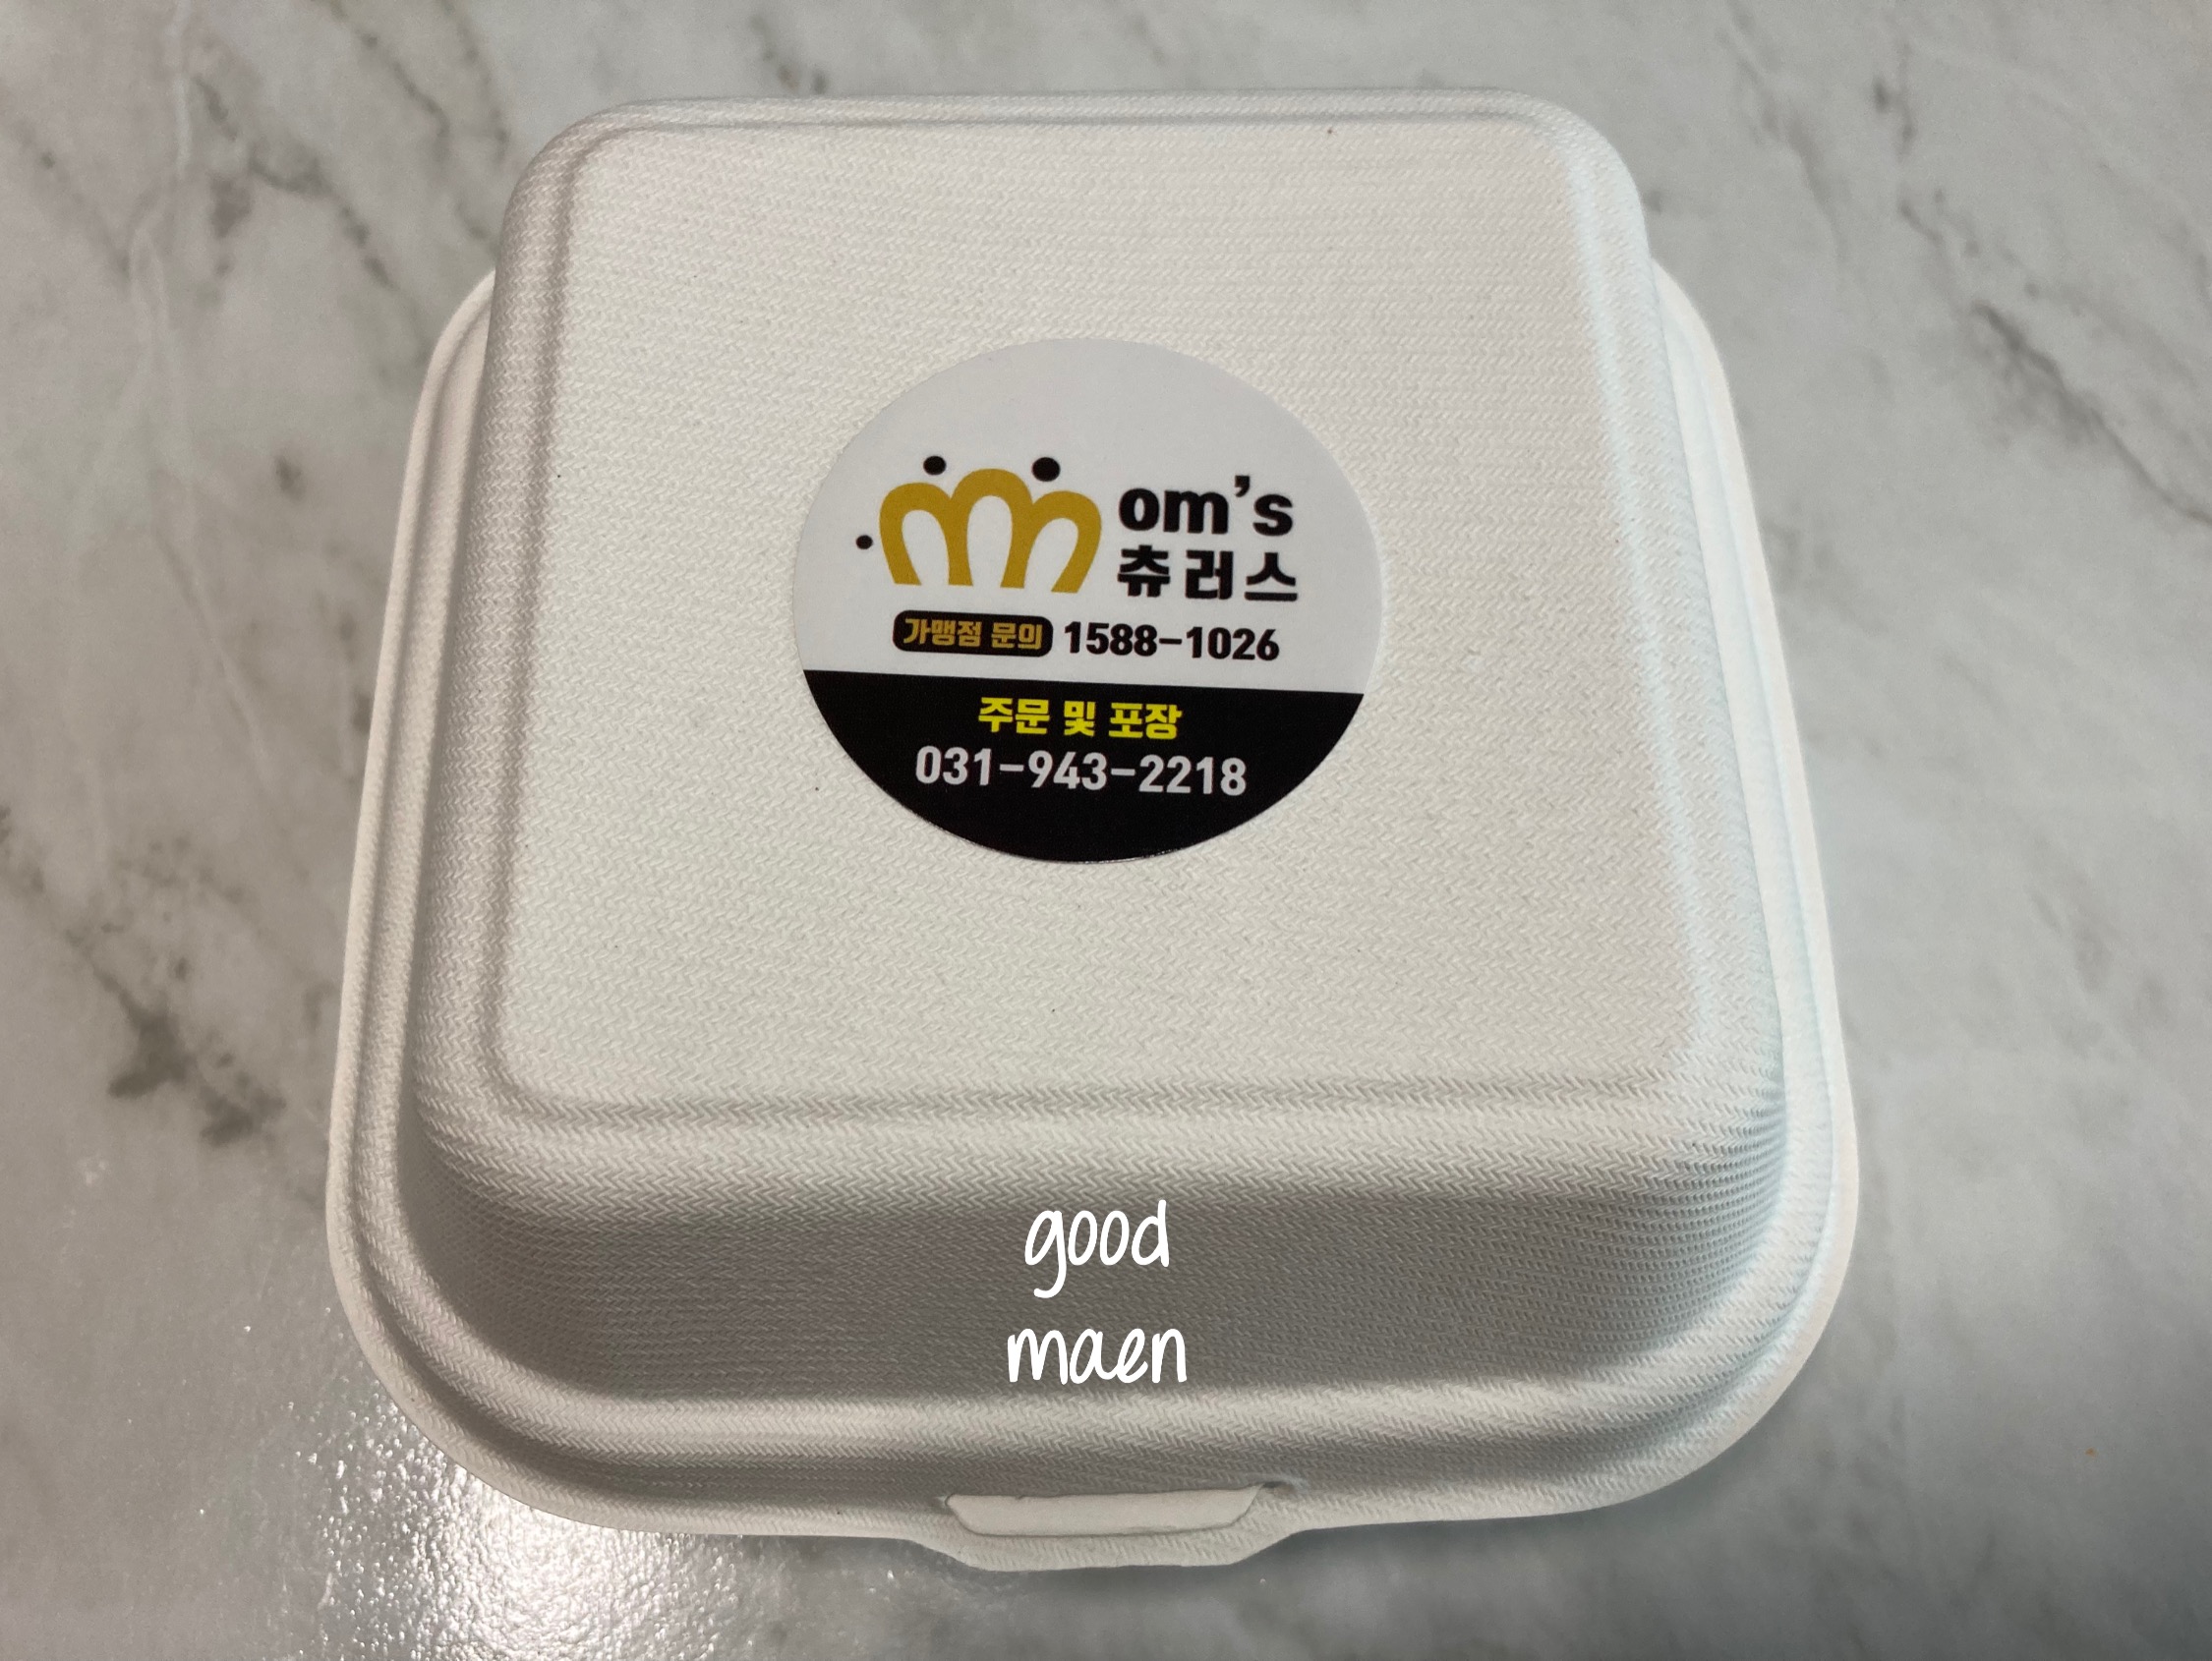 mom's
츄러스
가맹점 문의 1588-1026
주문 및 포장
031-943-2218
good
maen